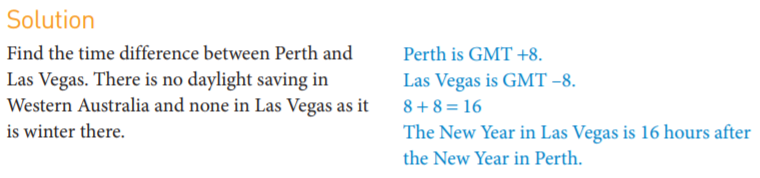 Solution
Find the time difference between Perth and
Las Vegas. There is no daylight saving in
Western Australia and none in Las Vegas as it
is winter there.
Perth is GMT +8.
Las Vegas is GMT –8.
8 + 8 = 16
The New Year in Las Vegas is 16 hours after
the New Year in Perth.